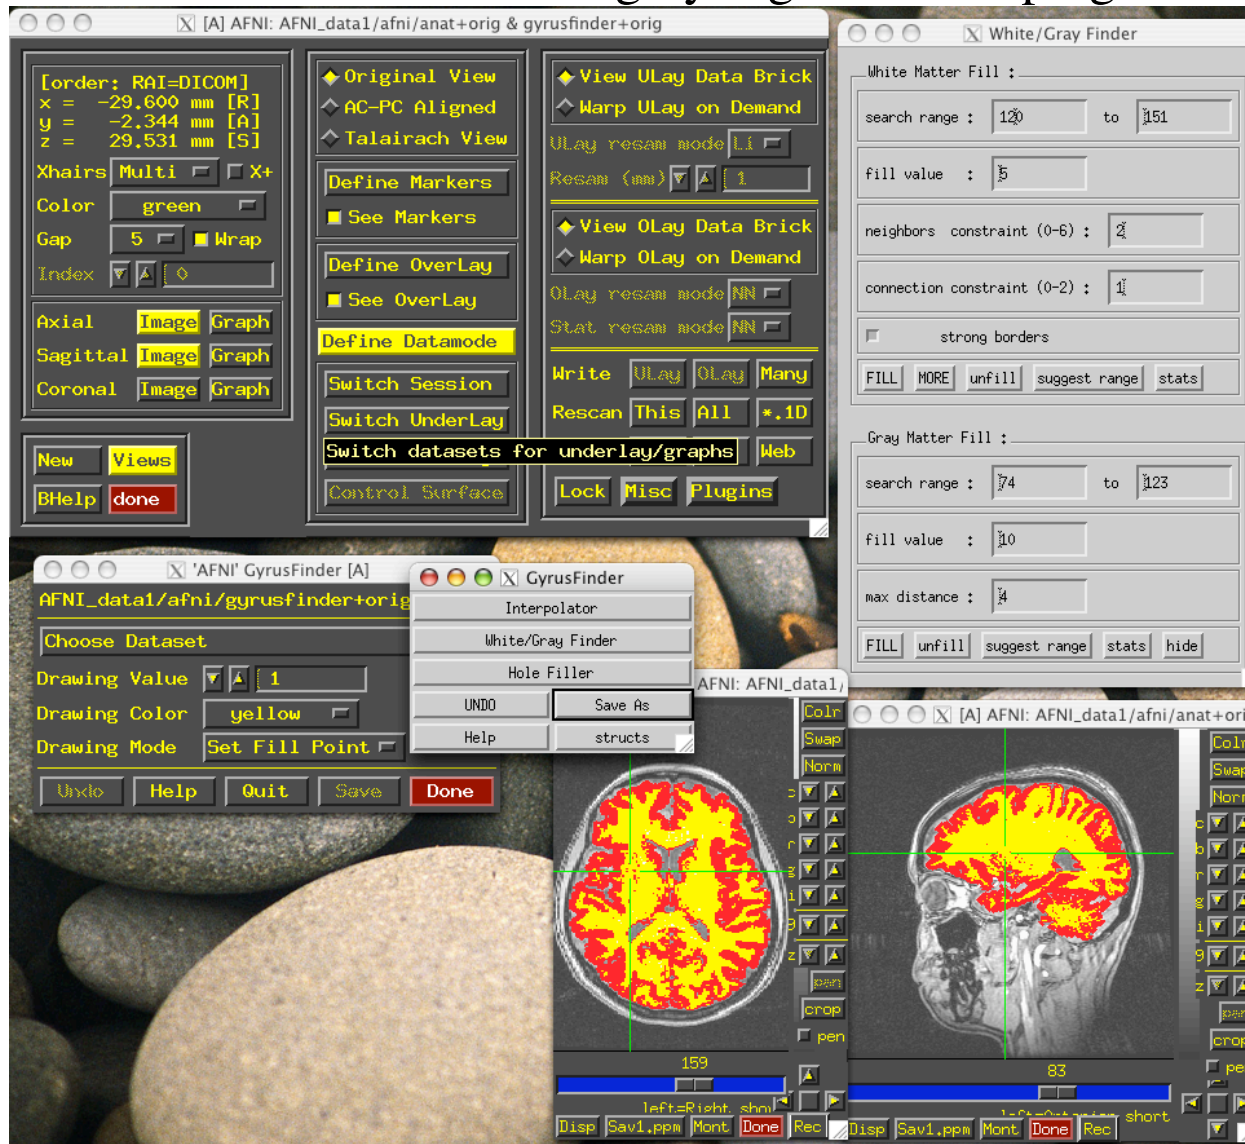 [A] AFNI: AFNI_data1/afni/anat+orig & gyrusfinder+orig
[order: RAI=DICOM]
x = -29.600 mm [R]
y = -2.344 mm [A]
z = 29.531 mm [S]
Xhairs Multi X+
Color green
Gap 5 Wrap
Index 0
Axial Image Graph
Sagittal Image Graph
Coronal Image Graph
New Views
BHelp done
Original View
AC-PC Aligned
Talairach View
Define Markers
See Markers
Define OverLay
See OverLay
Define Datamode
Switch Session
Switch UnderLay
Switch datasets for underlay/graphs
Control Surface
View ULay Data Brick
Warp ULay on Demand
ULay resam mode Li
Resam (mm) 1
View OLay Data Brick
Warp OLay on Demand
OLay resam mode NN
Stat resam mode NN
Write ULay OLay Many
Rescan This All *.1D
Web
Lock Misc Plugins
White/Gray Finder
White Matter Fill :
search range : 120 to 151
fill value : 5
neighbors constraint (0-6) : 2
connection constraint (0-2) : 1
strong borders
FILL MORE unfill suggest range stats
Gray Matter Fill :
search range : 74 to 123
fill value : 10
max distance : 4
FILL unfill suggest range stats hide
'AFNI' GyrusFinder [A]
AFNI_data1/afni/gyrusfinder+orig
Choose Dataset
Drawing Value 1
Drawing Color yellow
Drawing Mode Set Fill Point
Undo Help Quit Save Done
GyrusFinder
Interpolator
White/Gray Finder
Hole Filler
UNDO Save As
Help structs
AFNI: AFNI_data1/
Colr
Swap
Norm
c
b
r
g
i
9
z
pan
crop
pen
159
left=Right short
Disp Sav1.ppm Mont Done Rec
[A] AFNI: AFNI_data1/afni/anat+ori
Colr
Swap
Norm
c
b
r
g
i
9
z
pan
crop
pe
83
short
Disp Sav1.ppm Mont Done Rec